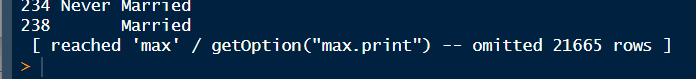 234 Never Married
238       Married
 [ reached 'max' / getOption("max.print") -- omitted 21665 rows ]
>